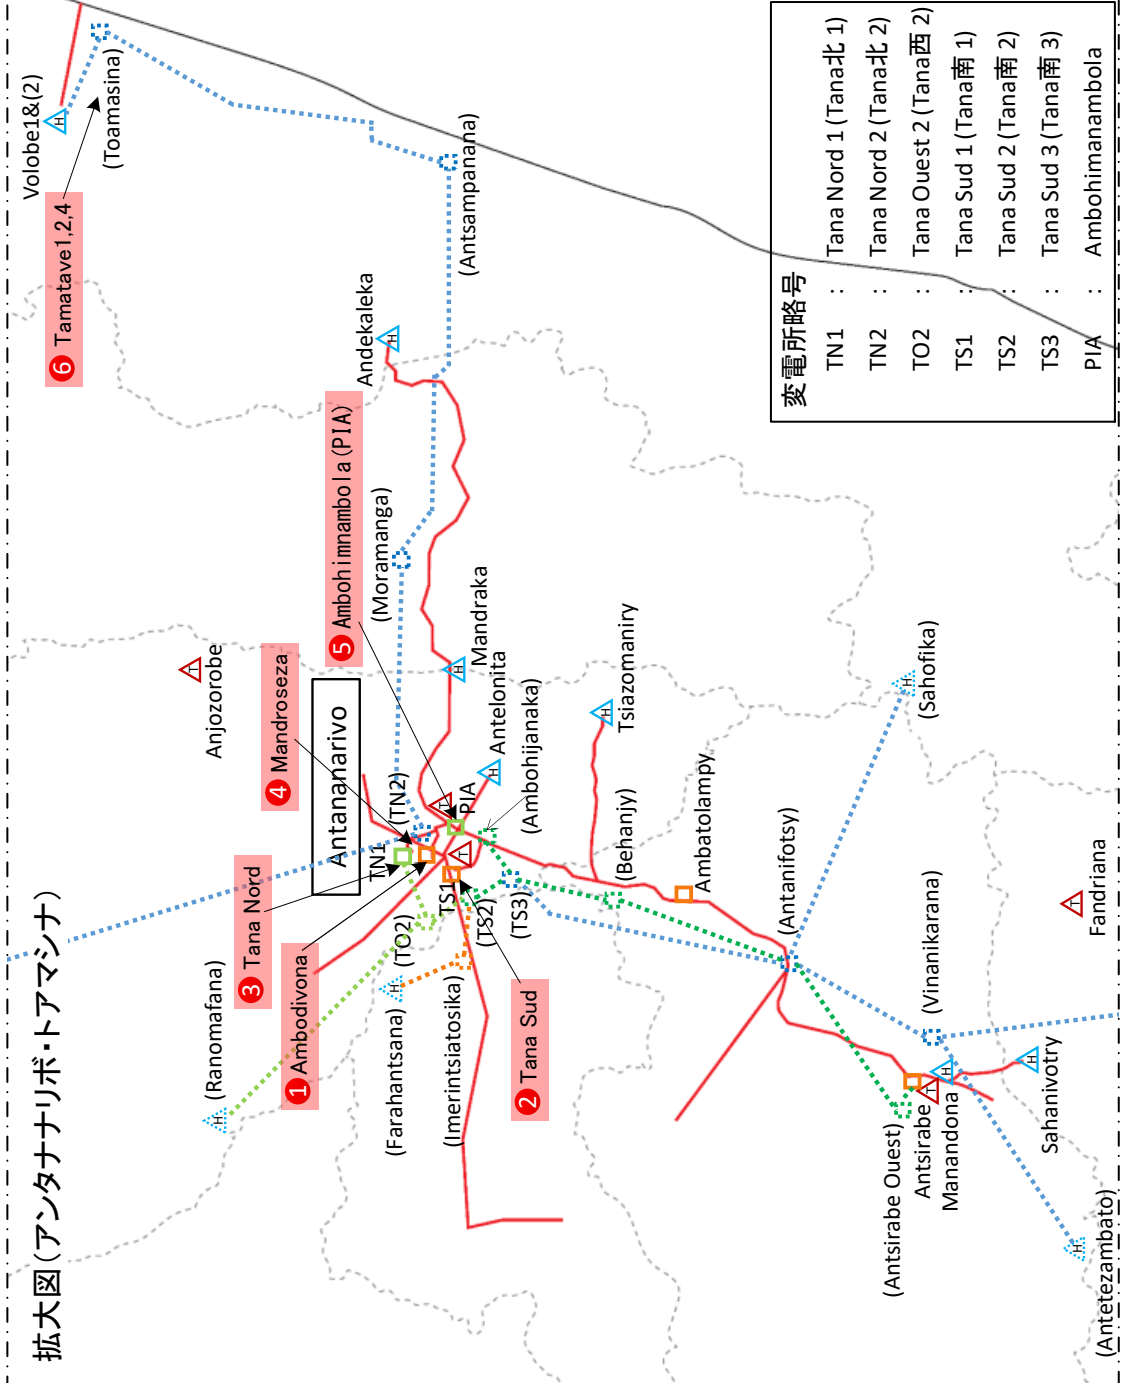 拡大図(アンタナナリボ・トアマシナ)
(Ranomafana)
❶ Ambodivona
(Farahantsana)
(Imerintsiatosika)
❷ Tana Sud
❸ Tana Nord
❹ Mandroseza
Antananarivo
TN1
(TN2)
(TO2)
TS1
(TS2)
(TS3)
PIA
Anjozorobe
❺ Ambohimnambola(PIA)
(Moramanga)
Mandraka
Antelonita
(Ambohijanaka)
Tsiazomaniry
(Behanjy)
Ambatolampy
(Antanifotsy)
(Sahofika)
(Vinanikarana)
Fandriana
(Antsirabe Ouest)
Antsirabe
Manandona
Sahanivotry
(Antetezambato)
Andekaleka
(Antsampanana)
❻ Tamatave1,2,4
Volobe1&(2)
(Toamasina)
H
H
H
H
H
H
H
H
H
H
H
T
T
T
T
T
変電所略号
TN1 : Tana Nord 1 (Tana北 1)
TN2 : Tana Nord 2 (Tana北 2)
TO2 : Tana Ouest 2 (Tana西 2)
TS1 : Tana Sud 1 (Tana南 1)
TS2 : Tana Sud 2 (Tana南 2)
TS3 : Tana Sud 3 (Tana南 3)
PIA : Ambohimanambola